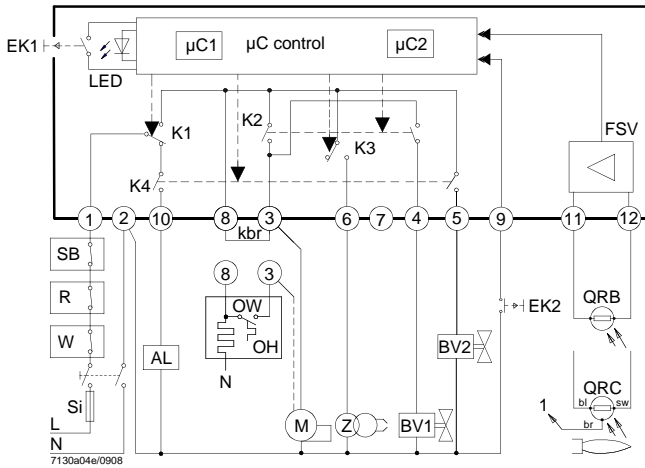 µC1
µC control
µC2
EK1
LED
K1
K2
K3
FSV
K4
1
2
10
8
3
6
7
4
5
9
11
12
kbr
SB
R
W
8
3
OW
OH
N
AL
EK2
QRB
BV2
QRC
bl
sw
br
1
Si
L
N
M
Z
BV1
7130a04e/0908